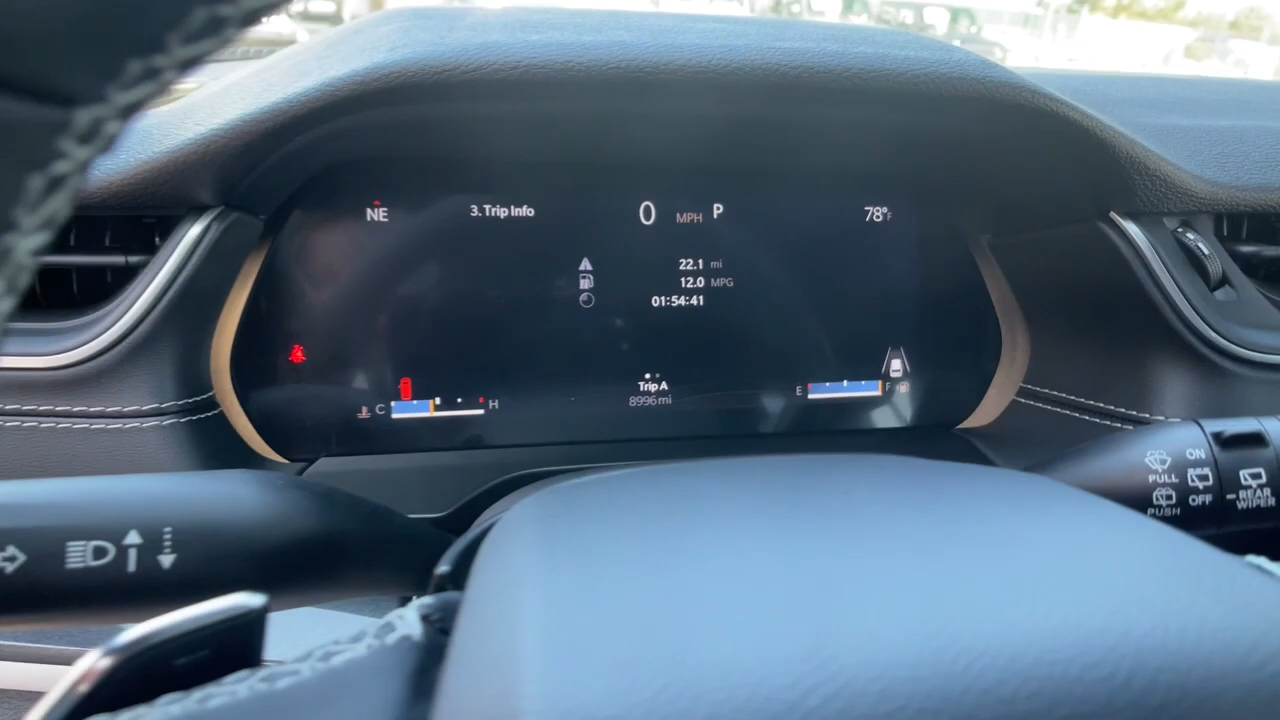 NE
3. Trip Info
0 MPH P
78°F
22.1 mi
12.0 MPG
01:54:41
C H
Trip A
8996 mi
E F
PULL
PUSH
ON
OFF
REAR
WIPER